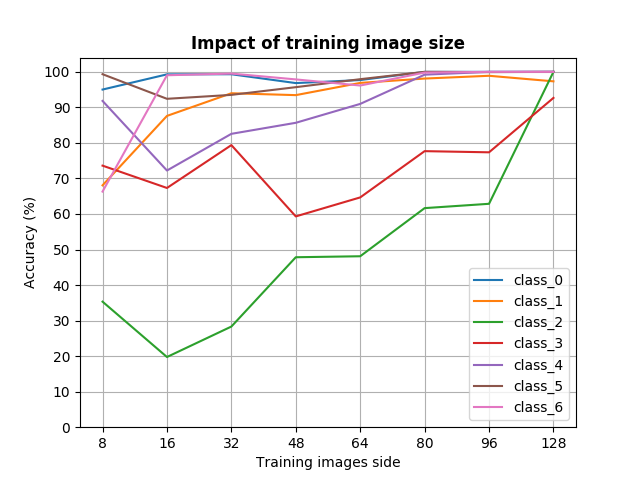 Impact of training image size
Accuracy (%)
100
90
80
70
60
50
40
30
20
10
0
class_0
class_1
class_2
class_3
class_4
class_5
class_6
8 16 32 48 64 80 96 128
Training images side